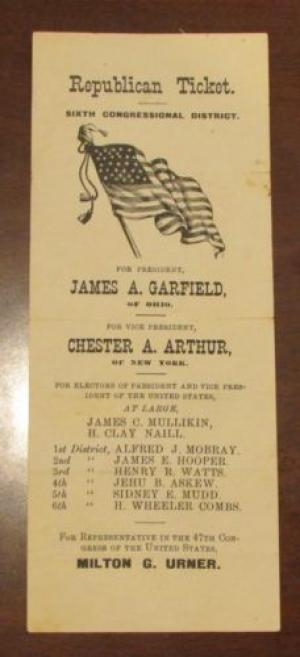 Republican Ticket.
SIXTH CONGRESSIONAL DISTRICT.
FOR PRESIDENT,
JAMES A. GARFIELD,
OF OHIO.
FOR VICE PRESIDENT,
CHESTER A. ARTHUR,
OF NEW YORK.
FOR ELECTORS OF PRESIDENT AND VICE PRES-
IDENT OF THE UNITED STATES,
AT LARGE,
JAMES C. MULLIKIN,
H. CLAY NAILL.
1st District, ALFRED J. MOBRAY.
2nd " JAMES E. HOOPER.
3rd " HENRY R. WATTS.
4th " JEHU B. ASKEW.
5th " SIDNEY E. MUDD.
6th " H. WHEELER COMBS.
FOR REPRESENTATIVE IN THE 47TH CON-
GRESS OF THE UNITED STATES,
MILTON G. URNER.